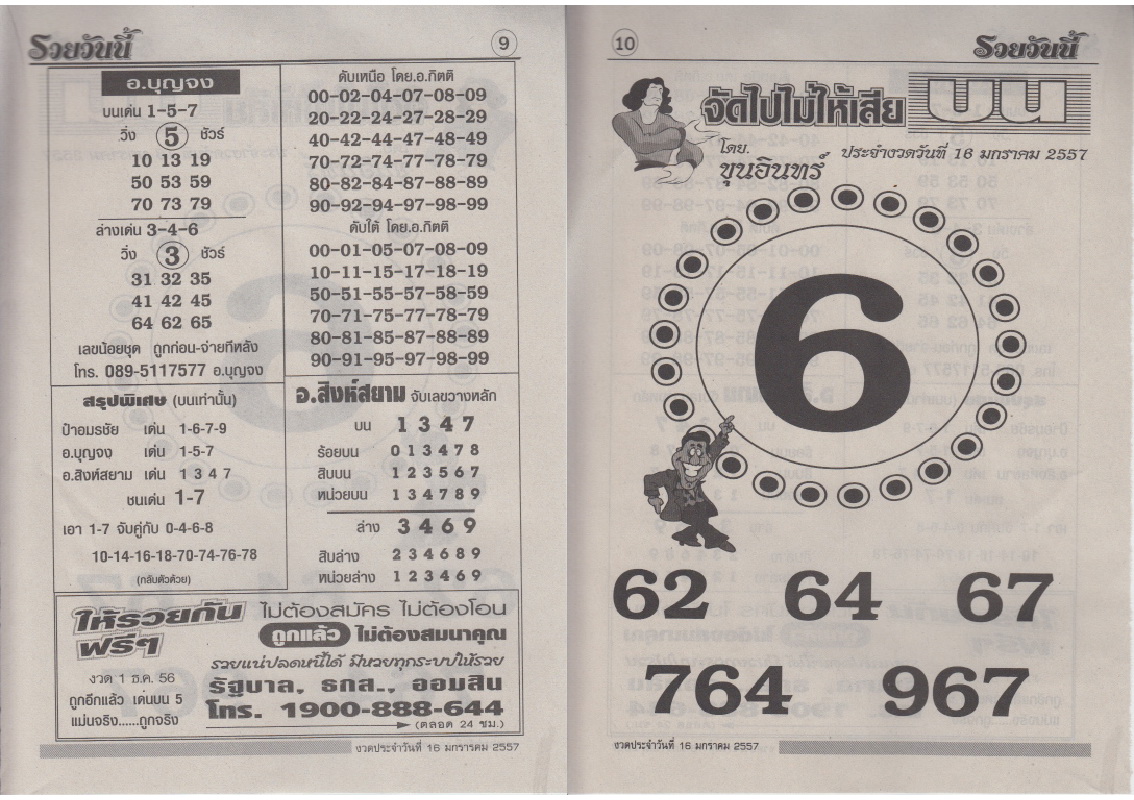 รวยวันนี้
9
อ.บุญจง
บนเด่น 1-5-7
วิ่ง 5 ชัวร์
10 13 19
50 53 59
70 73 79
ล่างเด่น 3-4-6
วิ่ง 3 ชัวร์
31 32 35
41 42 45
64 62 65
เลขน้อยชุด ถูกก่อน-จ่ายทีหลัง
โทร. 089-5117577 อ.บุญจง
ดับเหนือ โดย.อ.กิตติ
00-02-04-07-08-09
20-22-24-27-28-29
40-42-44-47-48-49
70-72-74-77-78-79
80-82-84-87-88-89
90-92-94-97-98-99
ดับใต้ โดย.อ.กิตติ
00-01-05-07-08-09
10-11-15-17-18-19
50-51-55-57-58-59
70-71-75-77-78-79
80-81-85-87-88-89
90-91-95-97-98-99
สรุปพิเศษ (บนเท่านั้น)
ป๋าอมรชัย เด่น 1-6-7-9
อ.บุญจง เด่น 1-5-7
อ.สิงห์สยาม เด่น 1 3 4 7
ชนเด่น 1-7
เอา 1-7 จับคู่กับ 0-4-6-8
10-14-16-18-70-74-76-78
(กลับตัวด้วย)
อ.สิงห์สยาม จับเลขวางหลัก
บน 1 3 4 7
ร้อยบน 0 1 3 4 7 8
สิบบน 1 2 3 5 6 7
หน่วยบน 1 3 4 7 8 9
ล่าง 3 4 6 9
สิบล่าง 2 3 4 6 8 9
หน่วยล่าง 1 2 3 4 6 9
ให้รวยกัน ฟรีๆ
ไม่ต้องสมัคร ไม่ต้องโอน
ถูกแล้ว ไม่ต้องสมนาคุณ
รวยแน่ปลดหนี้ได้ มีหวยทุกระบบให้รวย
งวด 1 ธ.ค. 56
ถูกอีกแล้ว เด่นบน 5
แม่นจริง......ถูกจริง
รัฐบาล, ธกส., ออมสิน
โทร. 1900-888-644
(ตลอด 24 ชม.)
งวดประจำวันที่ 16 มกราคม 2557
10
รวยวันนี้
จัดไปไม่ให้เสีย บน
โดย.
ขุนอินทร์
ประจำงวดวันที่ 16 มกราคม 2557
6
62 64 67
764 967
งวดประจำวันที่ 16 มกราคม 2557